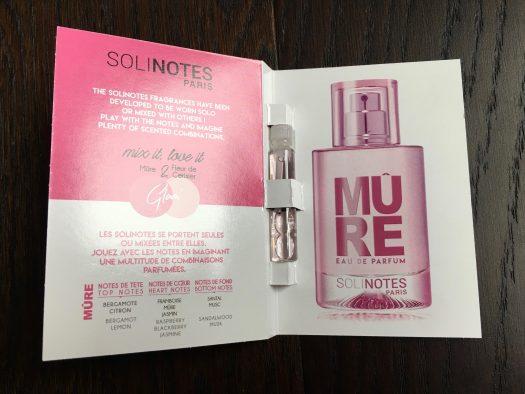 SOLINOTES
PARIS
THE SOLINOTES FRAGRANCES HAVE BEEN
DEVELOPED TO BE WORN SOLO
OR MIXED WITH OTHERS !
PLAY WITH THE NOTES AND IMAGINE
PLENTY OF SCENTED COMBINATIONS.
mix it, love it
Mûre & Fleur de
Cerisier
LES SOLINOTES SE PORTENT SEULES
OU MIXÉES ENTRE ELLES.
JOUEZ AVEC LES NOTES EN IMAGINANT
UNE MULTITUDE DE COMBINAISONS
PARFUMÉES.
MÛRE
NOTES DE TETE
TOP NOTES
BERGAMOTE
CITRON
BERGAMOT
LEMON
NOTES DE CŒUR
HEART NOTES
FRAMBOISE
MÛRE
JASMIN
RASPBERRY
BLACKBERRY
JASMINE
NOTES DE FOND
BOTTOM NOTES
SANTAL
MUSC
SANDALWOOD
MUSK
MÛ
RE
EAU DE PARFUM
SOLINOTES
PARIS